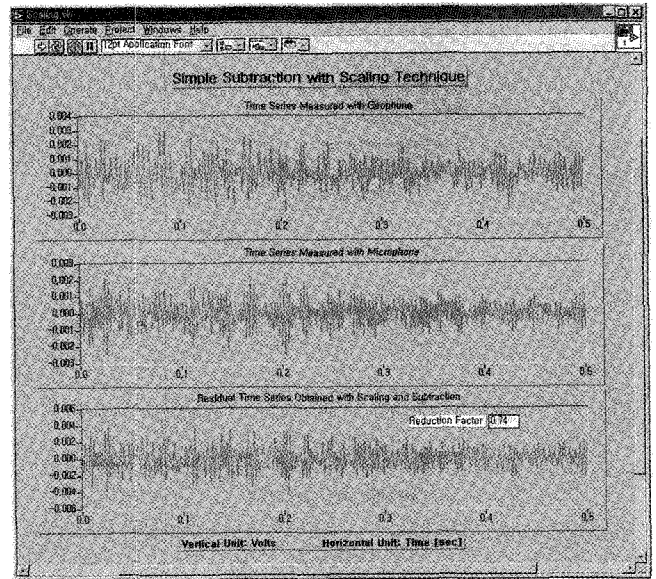 File Edit Operate Project Windows Help
12pt Application Font
Simple Subtraction with Scaling Technique
Time Series Measured with Geophone
0.004
0.003
0.002
0.001
0.000
-0.001
-0.002
-0.003
0.0 0.1 0.2 0.3 0.4 0.5
Time Series Measured with Microphone
0.003
0.002
0.001
0.000
-0.001
-0.002
-0.003
0.0 0.1 0.2 0.3 0.4 0.5
Residual Time Series Obtained with Scaling and Subtraction
Reduction Factor 0.74
0.006
0.004
0.002
0.000
-0.002
-0.004
-0.006
0.0 0.1 0.2 0.3 0.4 0.5
Vertical Unit: Volts Horizontal Unit: Time [sec]